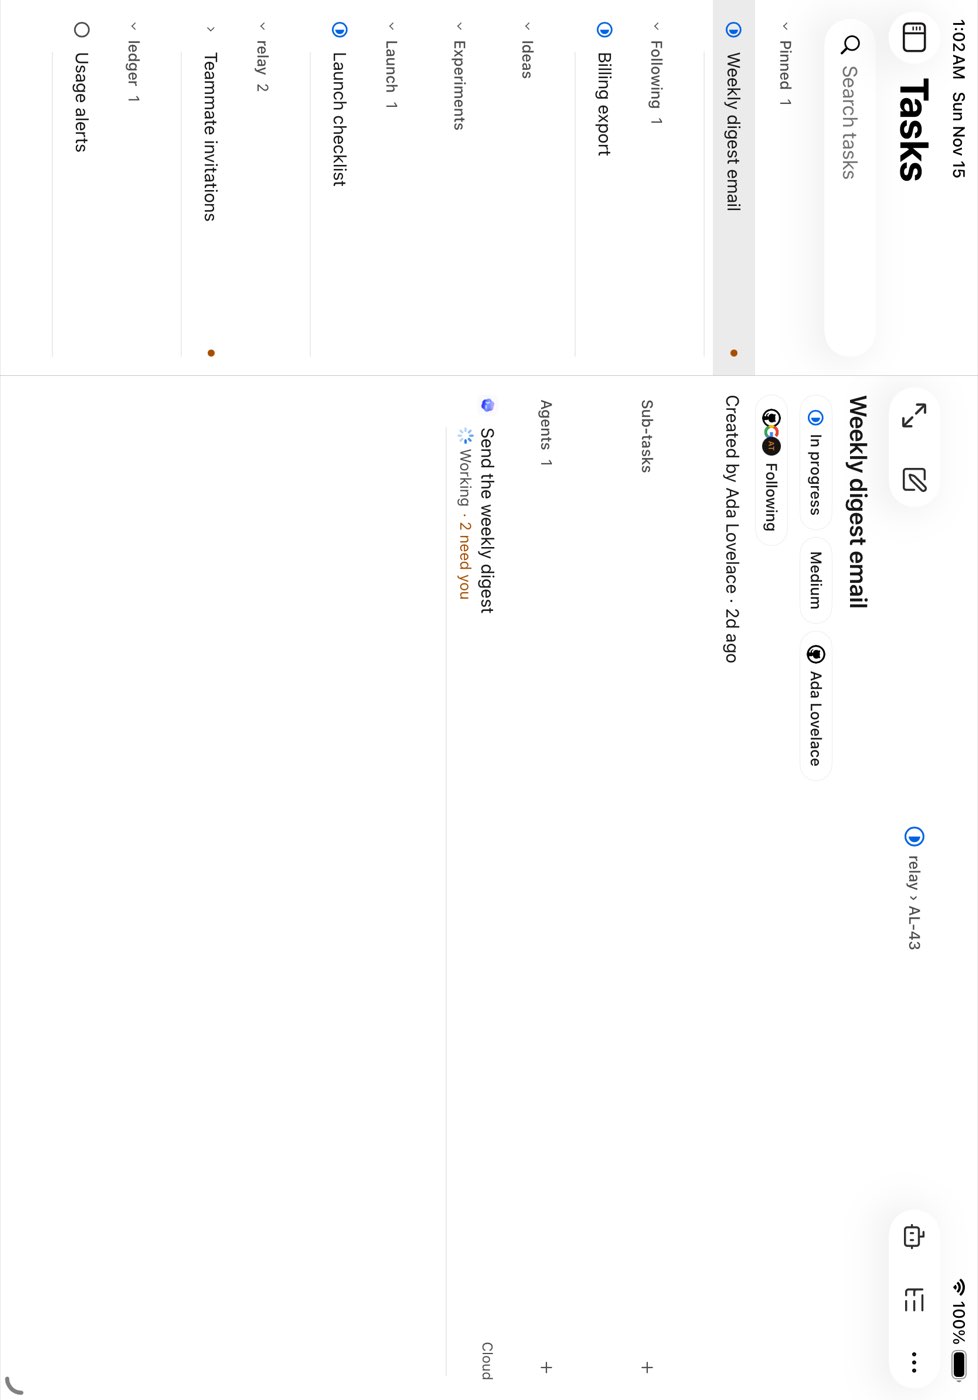 1:02 AM Sun Nov 15
100%
Tasks
Search tasks
Pinned 1
Weekly digest email
Following 1
Billing export
Ideas
Experiments
Launch 1
Launch checklist
relay 2
Teammate invitations
ledger 1
Usage alerts
relay › AL-43
Weekly digest email
In progress
Medium
Ada Lovelace
AT
Following
Created by Ada Lovelace · 2d ago
Sub-tasks
Agents 1
Send the weekly digest
Cloud
Working · 2 need you